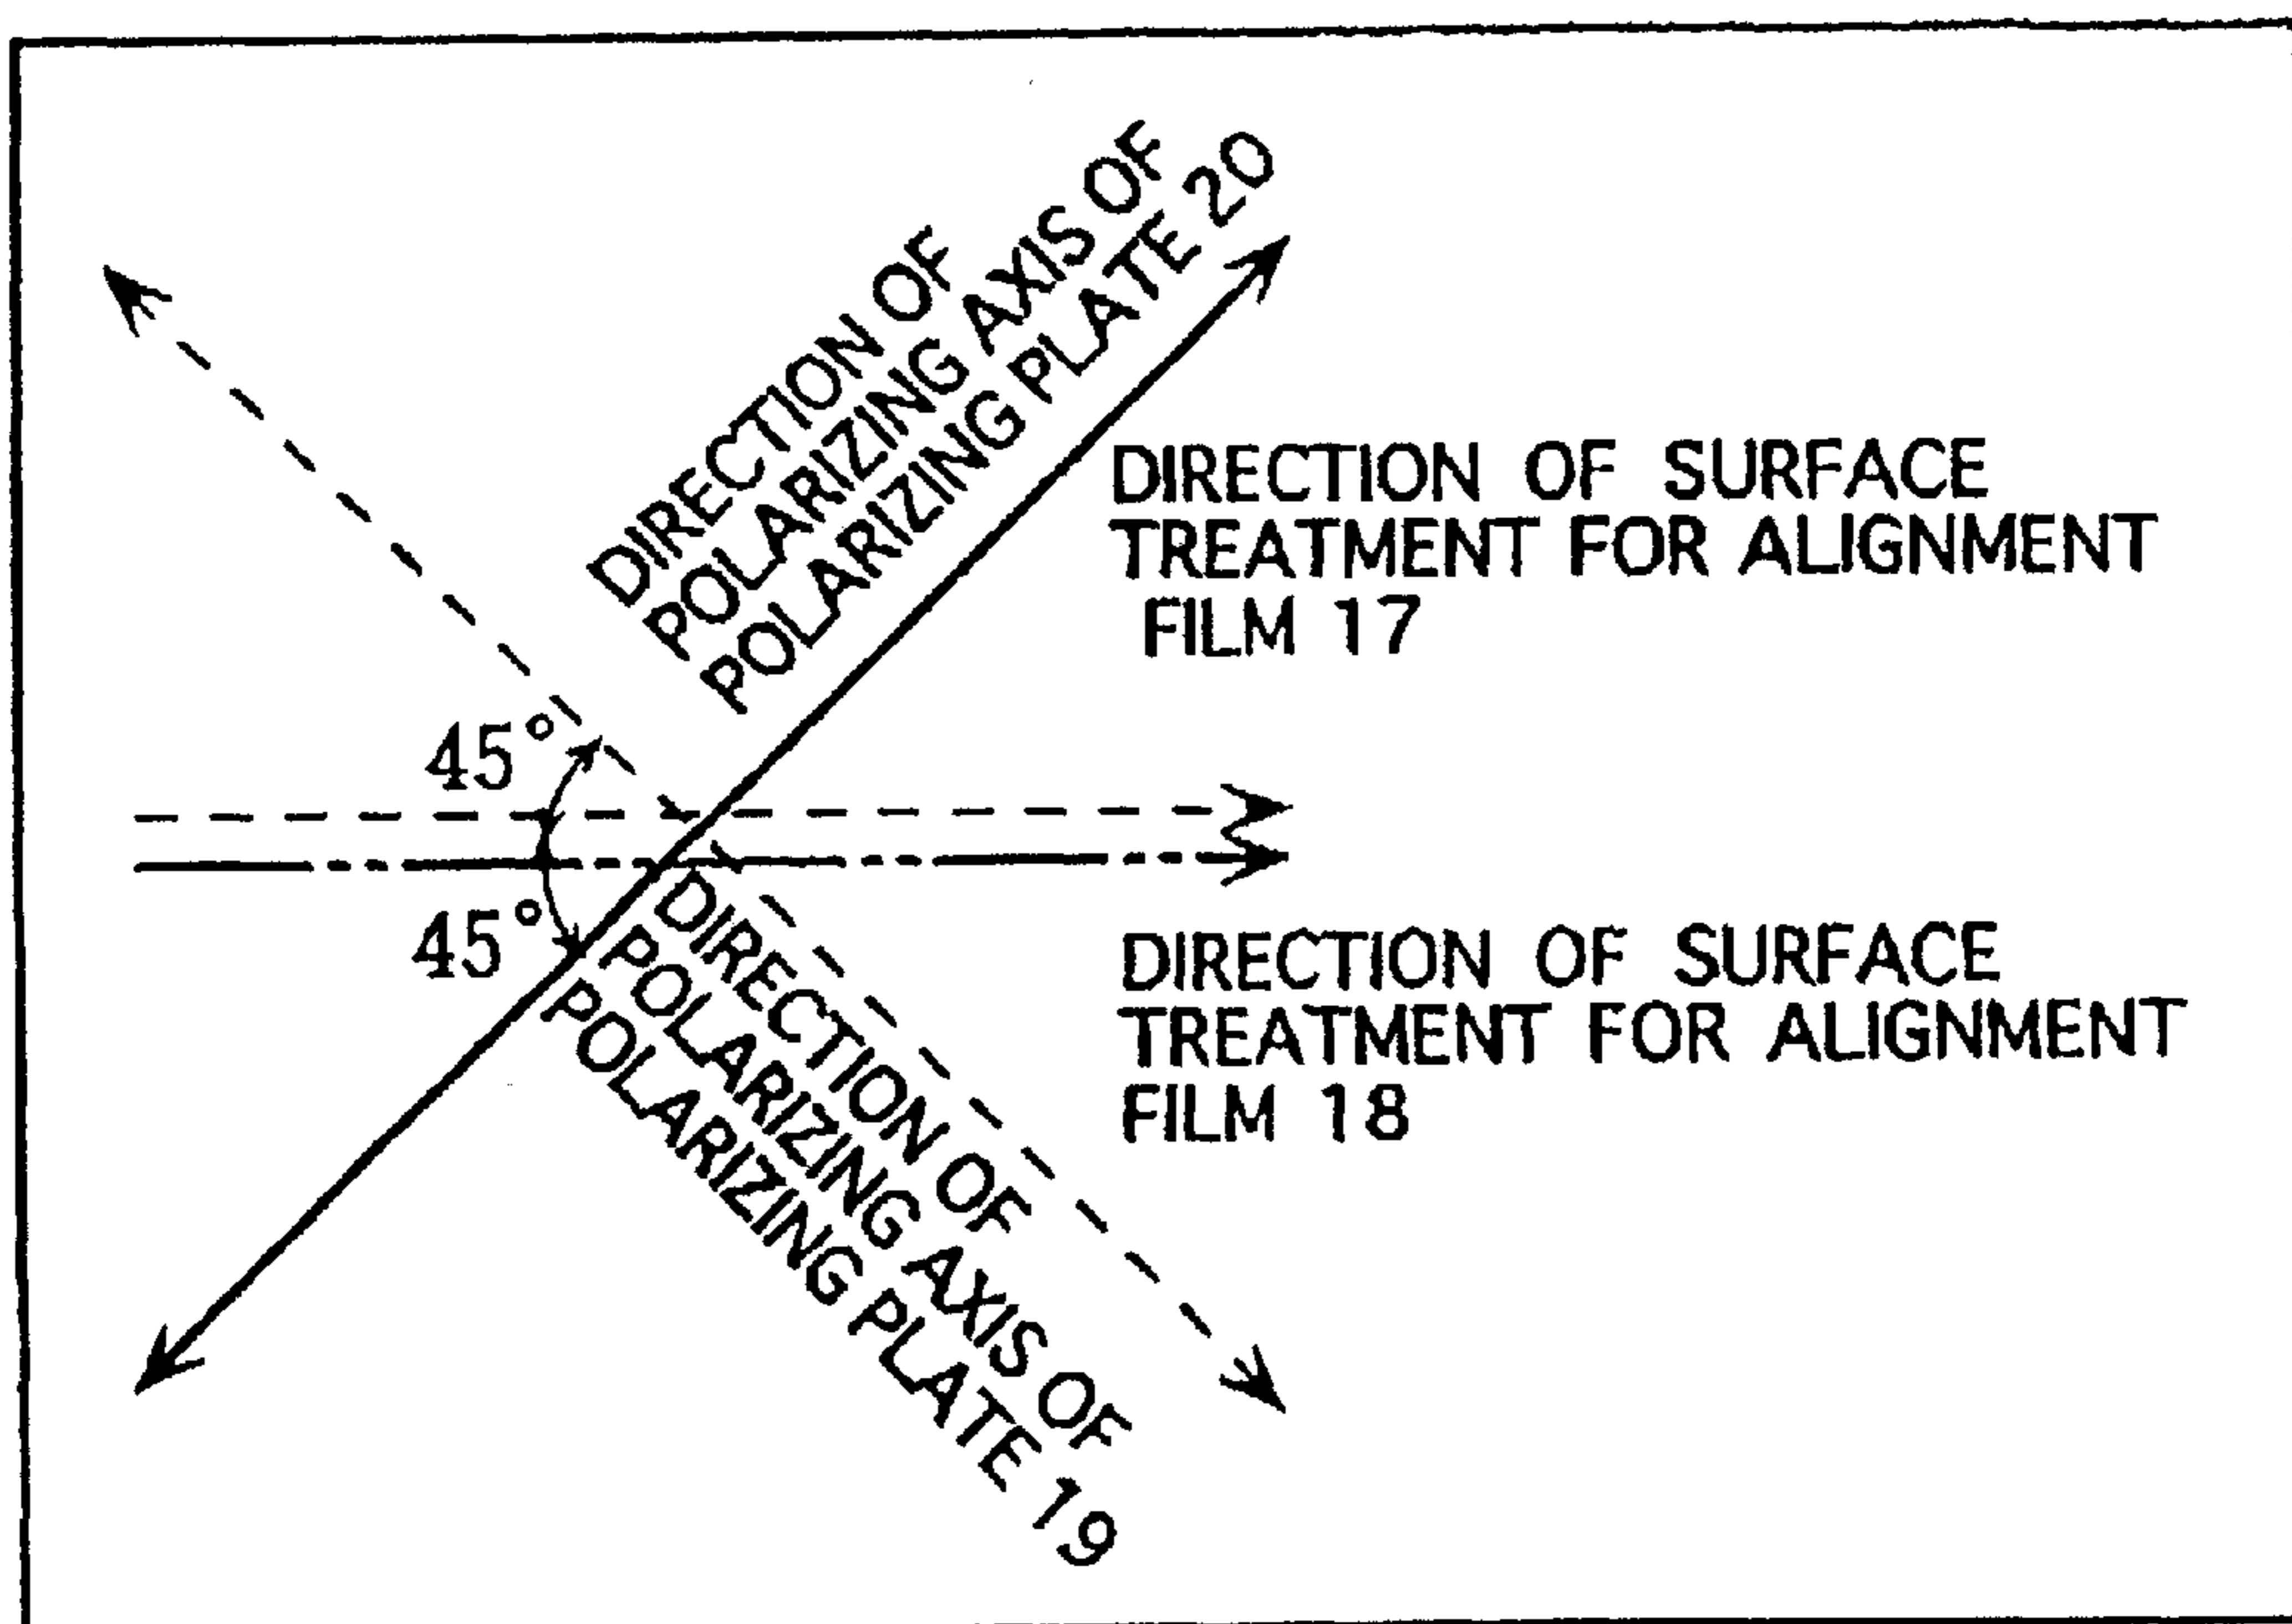 DIRECTION OF
POLARIZING AXIS OF
POLARIZING PLATE 20
DIRECTION OF SURFACE
TREATMENT FOR ALIGNMENT
FILM 17
45°
45°
DIRECTION OF SURFACE
TREATMENT FOR ALIGNMENT
FILM 18
DIRECTION OF
POLARIZING AXIS OF
POLARIZING PLATE 19